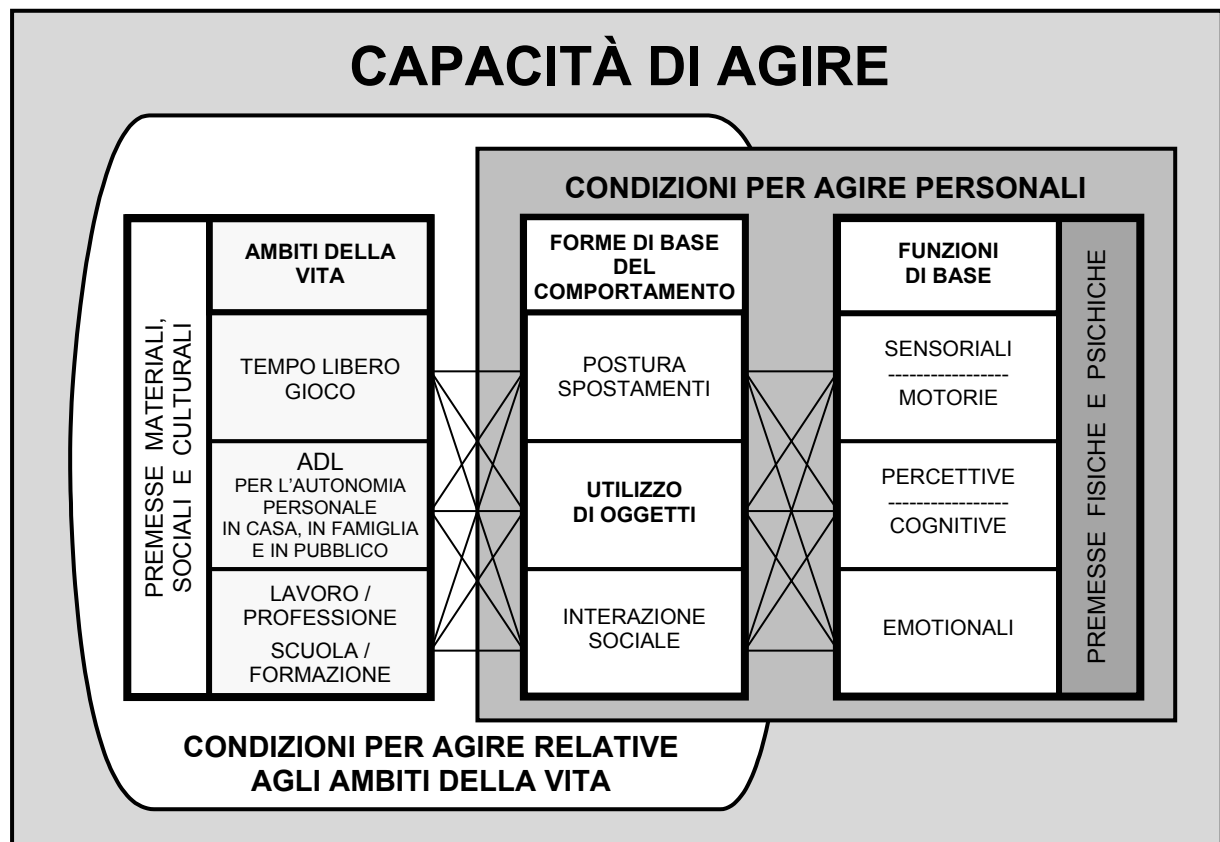 CAPACITÀ DI AGIRE
CONDIZIONI PER AGIRE PERSONALI
PREMESSE MATERIALI,
SOCIALI E CULTURALI
AMBITI DELLA
VITA
TEMPO LIBERO
GIOCO
ADL
PER L'AUTONOMIA
PERSONALE
IN CASA, IN FAMIGLIA
E IN PUBBLICO
LAVORO /
PROFESSIONE
SCUOLA /
FORMAZIONE
FORME DI BASE
DEL
COMPORTAMENTO
POSTURA
SPOSTAMENTI
UTILIZZO
DI OGGETTI
INTERAZIONE
SOCIALE
FUNZIONI
DI BASE
SENSORIALI
-----------------
MOTORIE
PERCETTIVE
-----------------
COGNITIVE
EMOTIONALI
PREMESSE FISICHE E PSICHICHE
CONDIZIONI PER AGIRE RELATIVE
AGLI AMBITI DELLA VITA